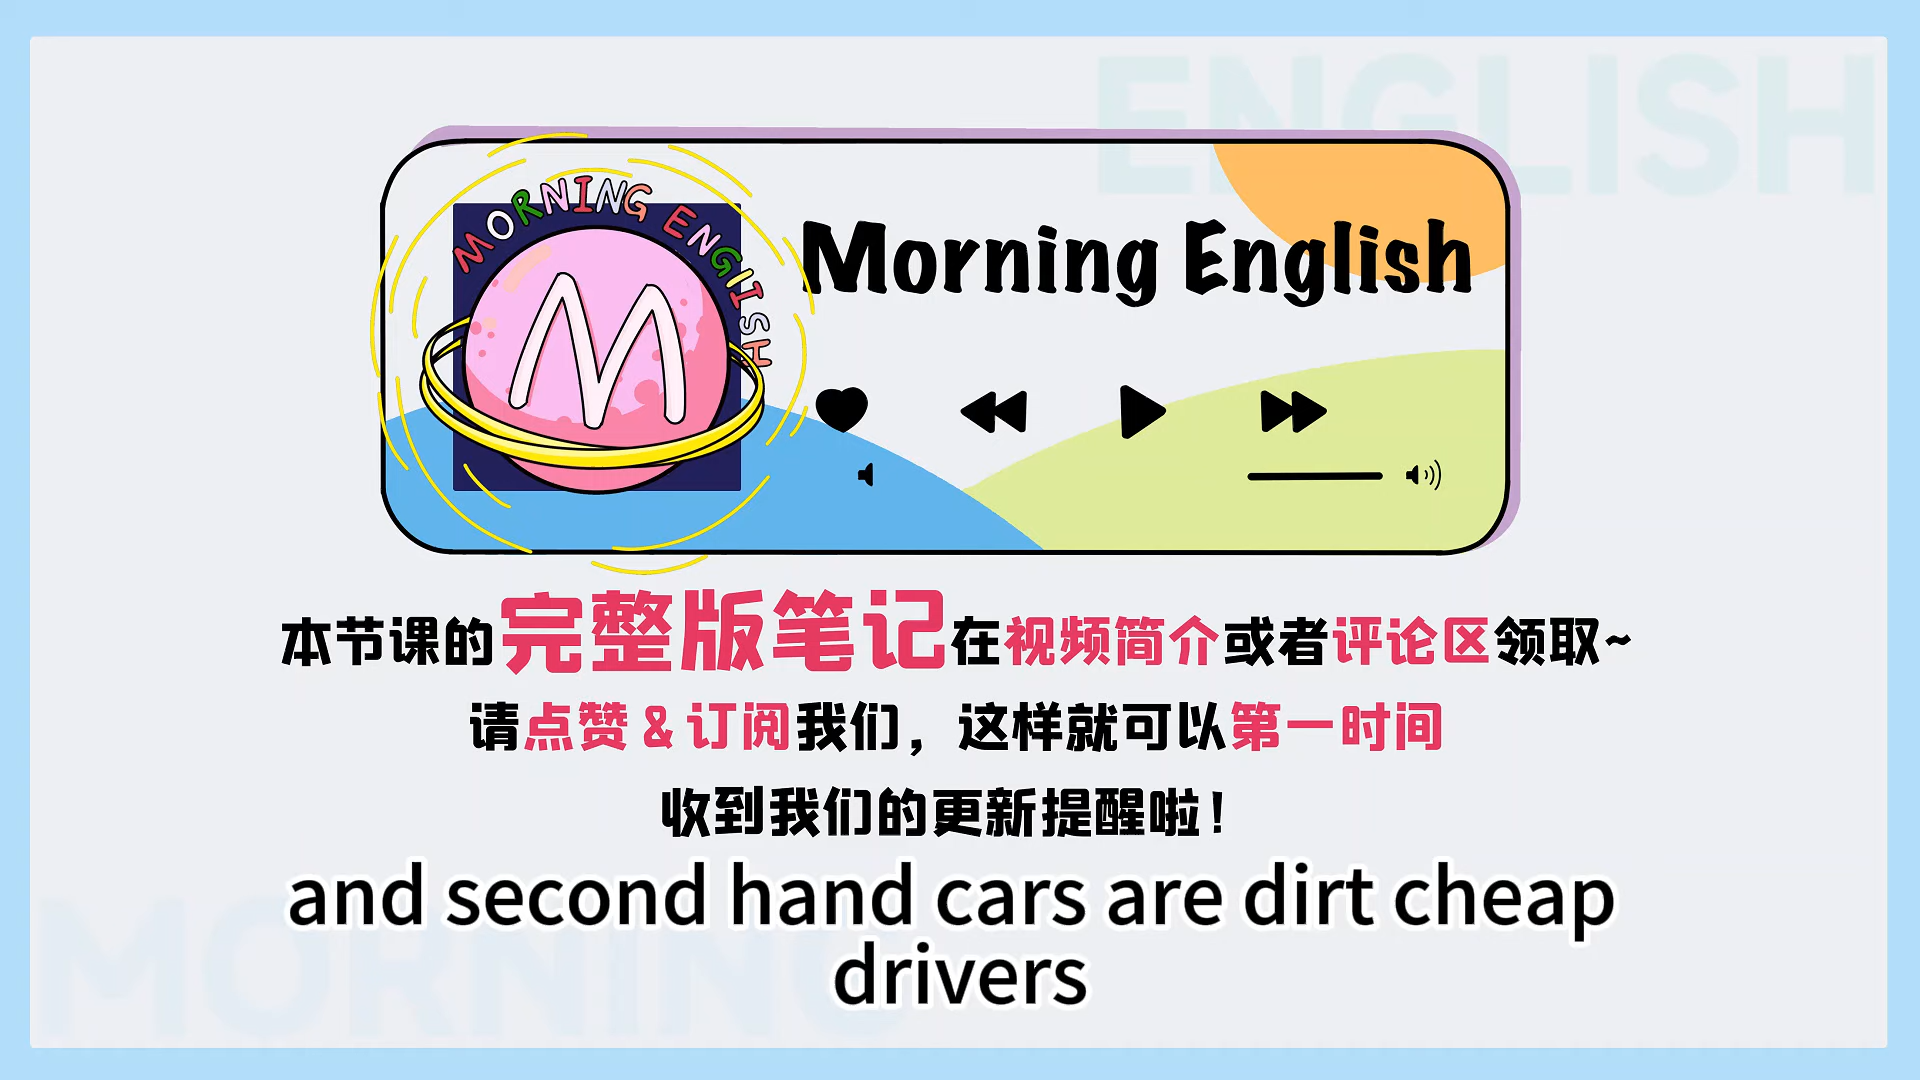 ENGLISH
MORNING ENGLISH
M
Morning English
本节课的完整版笔记在视频简介或者评论区领取~
请点赞&订阅我们，这样就可以第一时间
收到我们的更新提醒啦！
and second hand cars are dirt cheap
drivers
MORNING